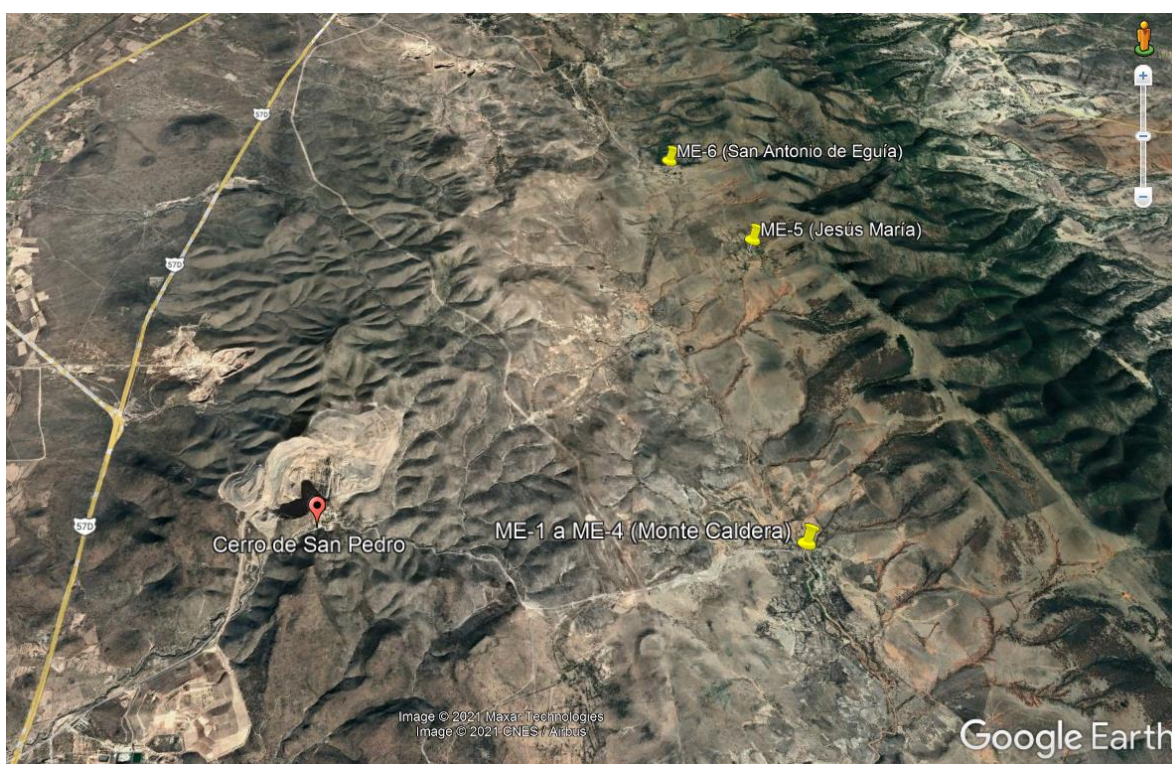 57D
ME-6 (San Antonio de Eguía)
ME-5 (Jesús María)
57D
Cerro de San Pedro
ME-1 a ME-4 (Monte Caldera)
57D
Image © 2021 Maxar Technologies
Image © 2021 CNES / Airbus
Google Earth